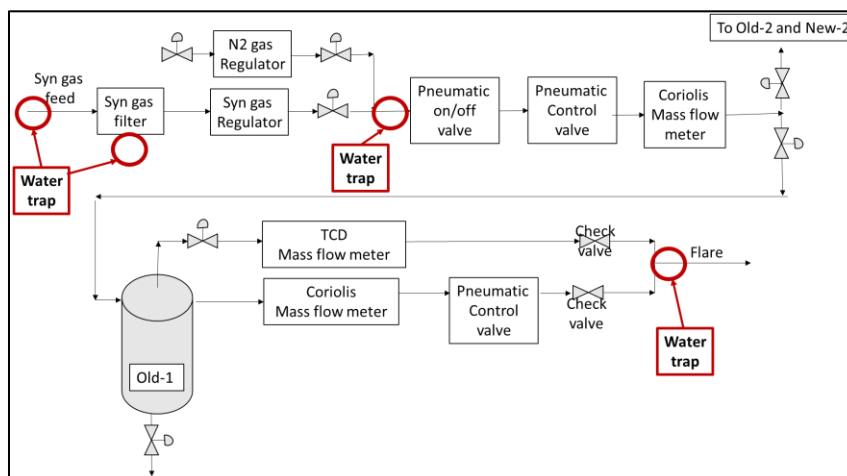 To Old-2 and New-2
N2 gas
Regulator
Syn gas
feed
Syn gas
filter
Syn gas
Regulator
Pneumatic
on/off
valve
Pneumatic
Control
valve
Coriolis
Mass flow
meter
Water
trap
Water
trap
TCD
Mass flow meter
Check
valve
Flare
Coriolis
Mass flow meter
Pneumatic
Control
valve
Check
valve
Water
trap
Old-1